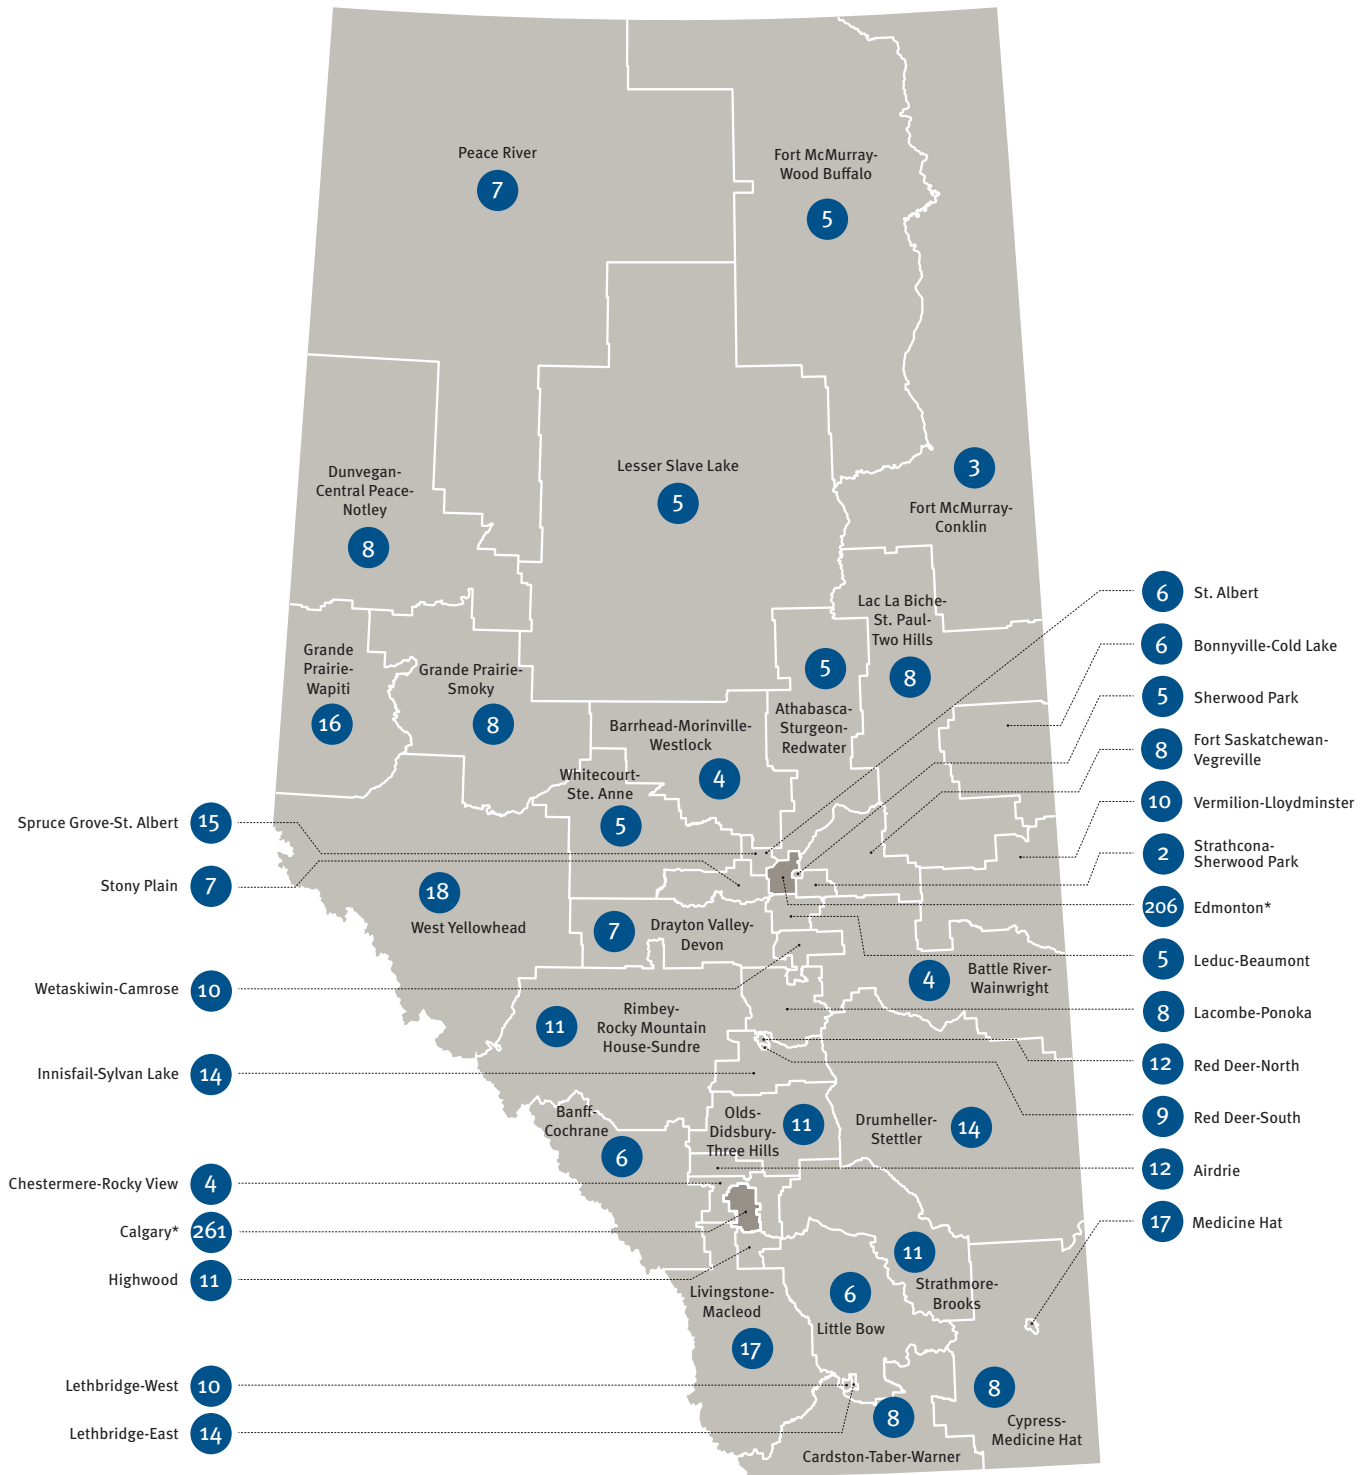 Peace River
7
Fort McMurray-
Wood Buffalo
5
Dunvegan-
Central Peace-
Notley
8
Lesser Slave Lake
5
3
Fort McMurray-
Conklin
Grande
Prairie-
Wapiti
16
Grande Prairie-
Smoky
8
Barrhead-Morinville-
Westlock
4
5
Athabasca-
Sturgeon-
Redwater
Lac La Biche-
St. Paul-
Two Hills
8
Whitecourt-
Ste. Anne
5
18
West Yellowhead
7
Drayton Valley-
Devon
4
Battle River-
Wainwright
11
Rimbey-
Rocky Mountain
House-Sundre
Banff-
Cochrane
6
Olds-
Didsbury-
Three Hills
11
Drumheller-
Stettler
14
11
Strathmore-
Brooks
6
Little Bow
Livingstone-
Macleod
17
8
Cardston-Taber-Warner
8
Cypress-
Medicine Hat
Spruce Grove-St. Albert 15
Stony Plain 7
Wetaskiwin-Camrose 10
Innisfail-Sylvan Lake 14
Chestermere-Rocky View 4
Calgary* 261
Highwood 11
Lethbridge-West 10
Lethbridge-East 14
6 St. Albert
6 Bonnyville-Cold Lake
5 Sherwood Park
8 Fort Saskatchewan-
Vegreville
10 Vermilion-Lloydminster
2 Strathcona-
Sherwood Park
206 Edmonton*
5 Leduc-Beaumont
8 Lacombe-Ponoka
12 Red Deer-North
9 Red Deer-South
12 Airdrie
17 Medicine Hat